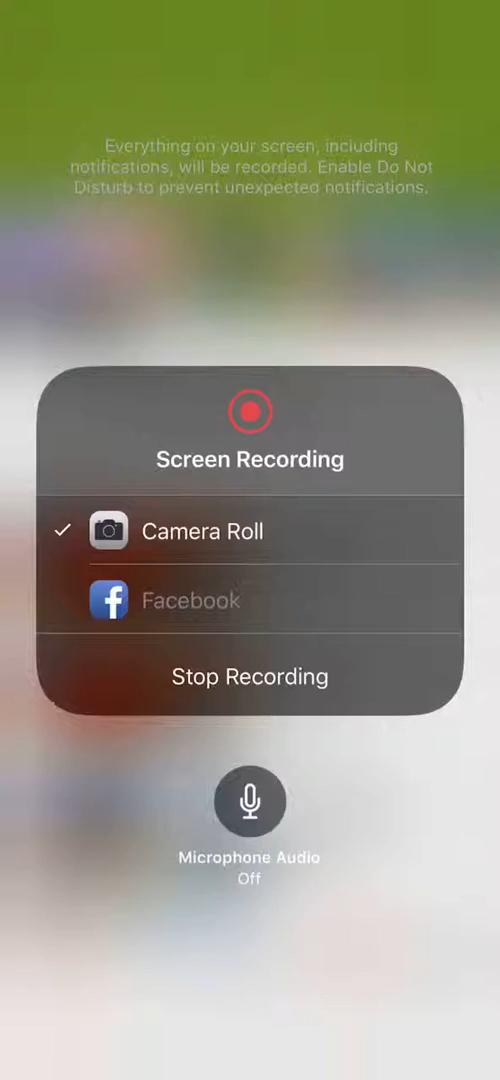 Everything on your screen, including
notifications, will be recorded. Enable Do Not
Disturb to prevent unexpected notifications.
Screen Recording
Camera Roll
Facebook
Stop Recording
Microphone Audio
Off